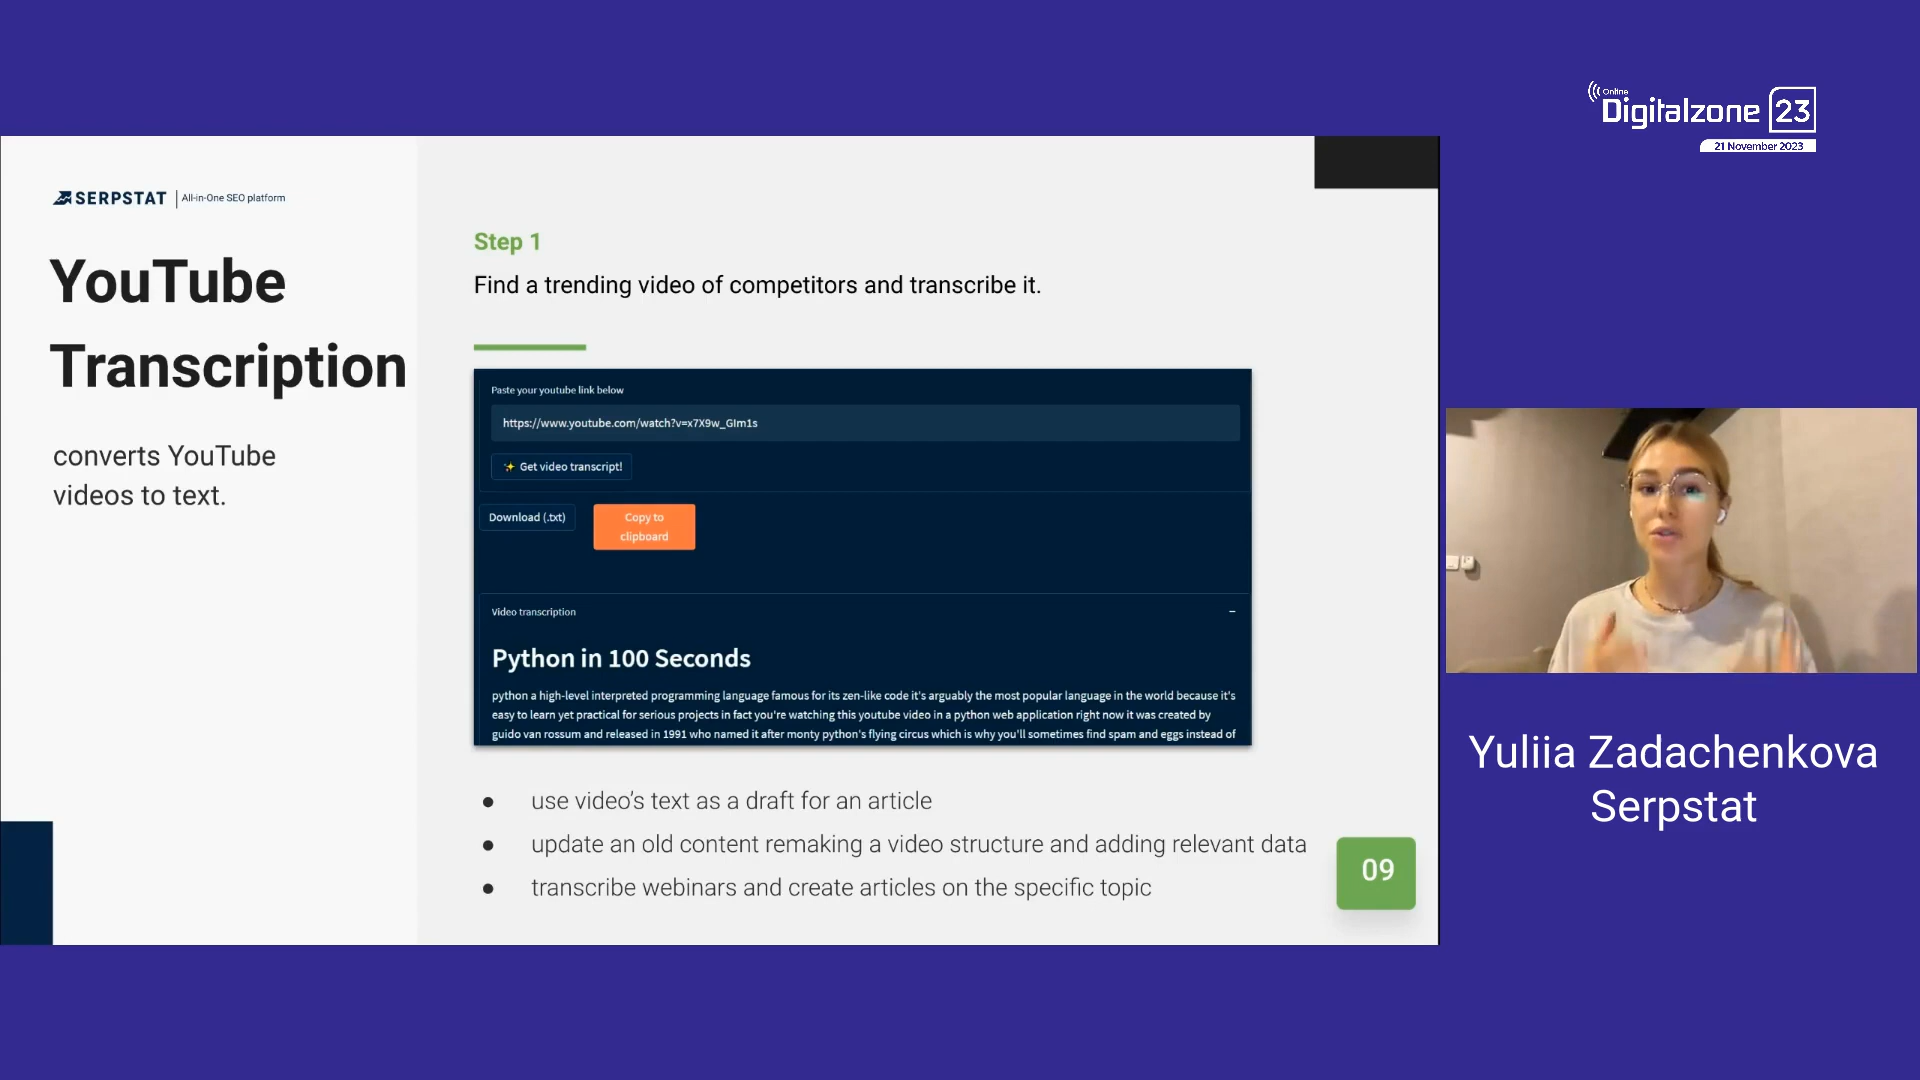 Online
Digitalzone 23
21 November 2023
SERPSTAT All-in-One SEO platform
YouTube
Transcription
converts YouTube
videos to text.
Step 1
Find a trending video of competitors and transcribe it.
Paste your youtube link below
https://www.youtube.com/watch?v=x7X9w_GIm1s
✨ Get video transcript!
Download (.txt)
Copy to
clipboard
Video transcription
Python in 100 Seconds
python a high-level interpreted programming language famous for its zen-like code it's arguably the most popular language in the world because it's
easy to learn yet practical for serious projects in fact you're watching this youtube video in a python web application right now it was created by
guido van rossum and released in 1991 who named it after monty python's flying circus which is why you'll sometimes find spam and eggs instead of
● use video’s text as a draft for an article
● update an old content remaking a video structure and adding relevant data
● transcribe webinars and create articles on the specific topic
09
Yuliia Zadachenkova
Serpstat